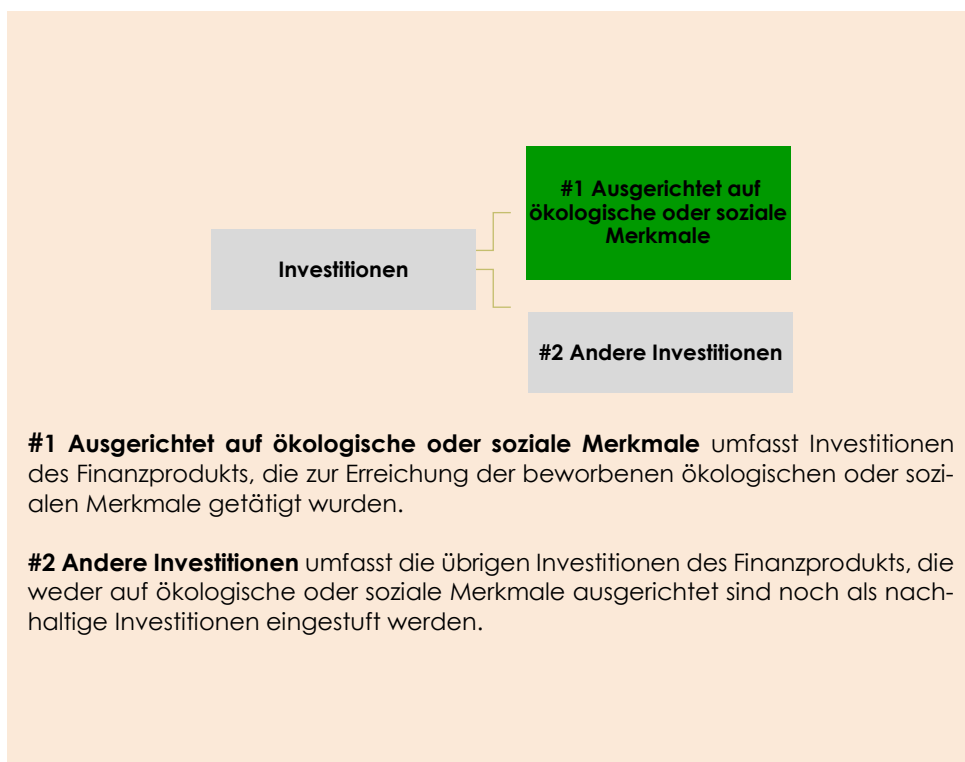 #1 Ausgerichtet auf
ökologische oder soziale
Merkmale
Investitionen
#2 Andere Investitionen
#1 Ausgerichtet auf ökologische oder soziale Merkmale umfasst Investitionen
des Finanzprodukts, die zur Erreichung der beworbenen ökologischen oder sozi-
alen Merkmale getätigt wurden.
#2 Andere Investitionen umfasst die übrigen Investitionen des Finanzprodukts, die
weder auf ökologische oder soziale Merkmale ausgerichtet sind noch als nach-
haltige Investitionen eingestuft werden.